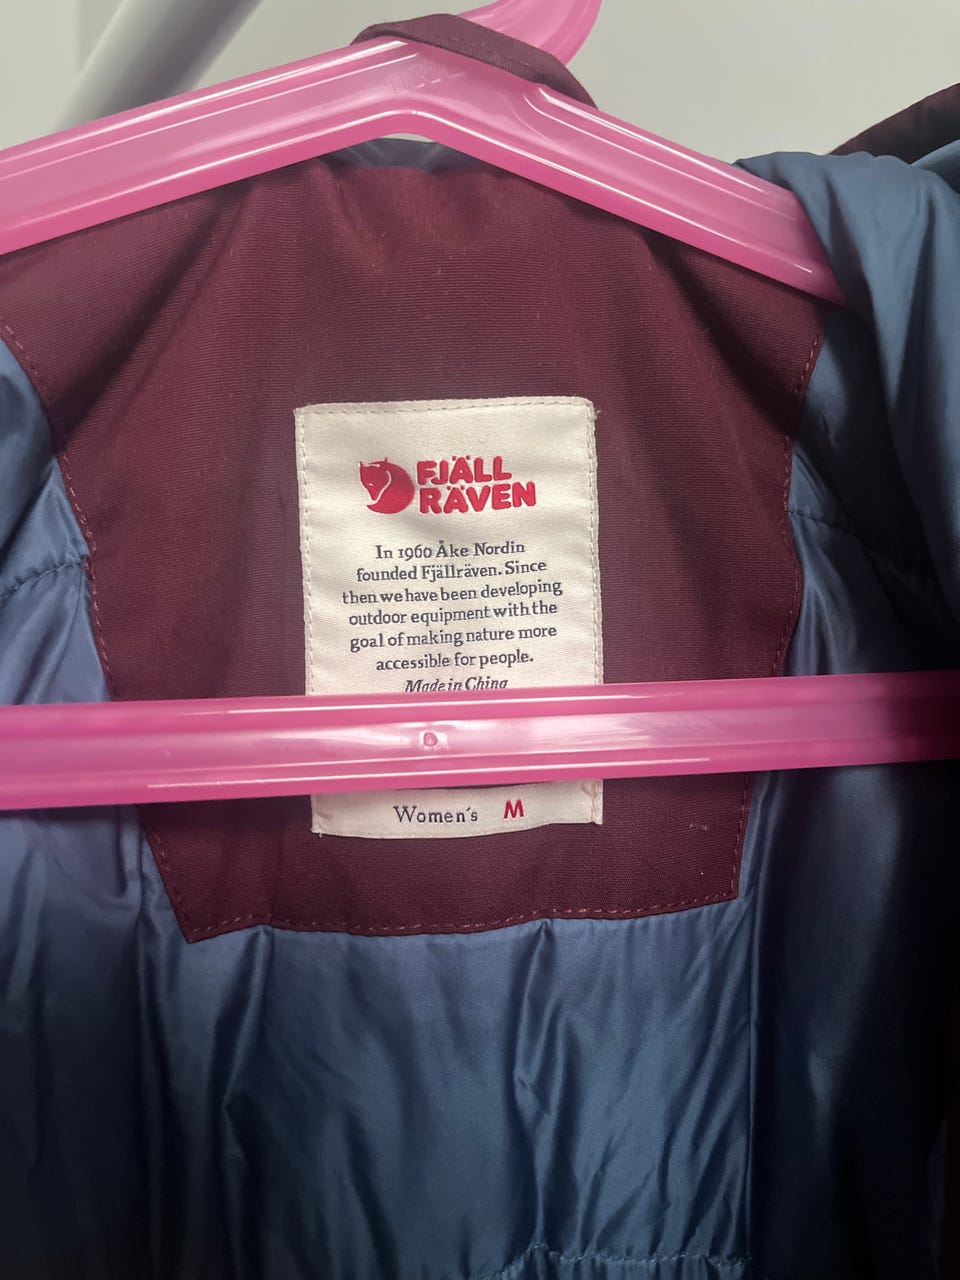 FJÄLL
RÄVEN
In 1960 Åke Nordin
founded Fjällräven. Since
then we have been developing
outdoor equipment with the
goal of making nature more
accessible for people.
Made in China
Women's M